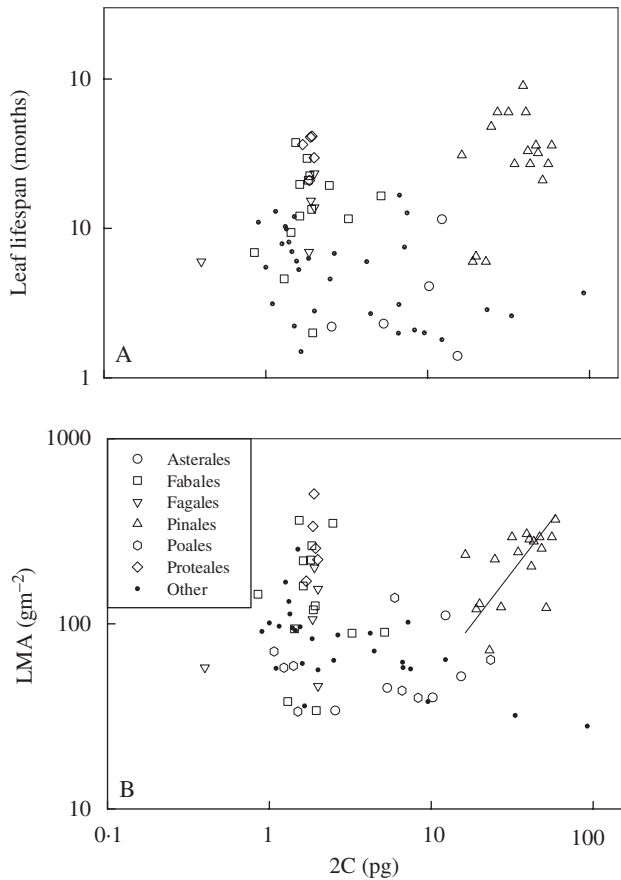 10
10
1
Leaf lifespan (months)
A
1000
100
10
LMA (gm−2)
Asterales
Fabales
Fagales
Pinales
Poales
Proteales
Other
B
0·1
1
10
100
2C (pg)